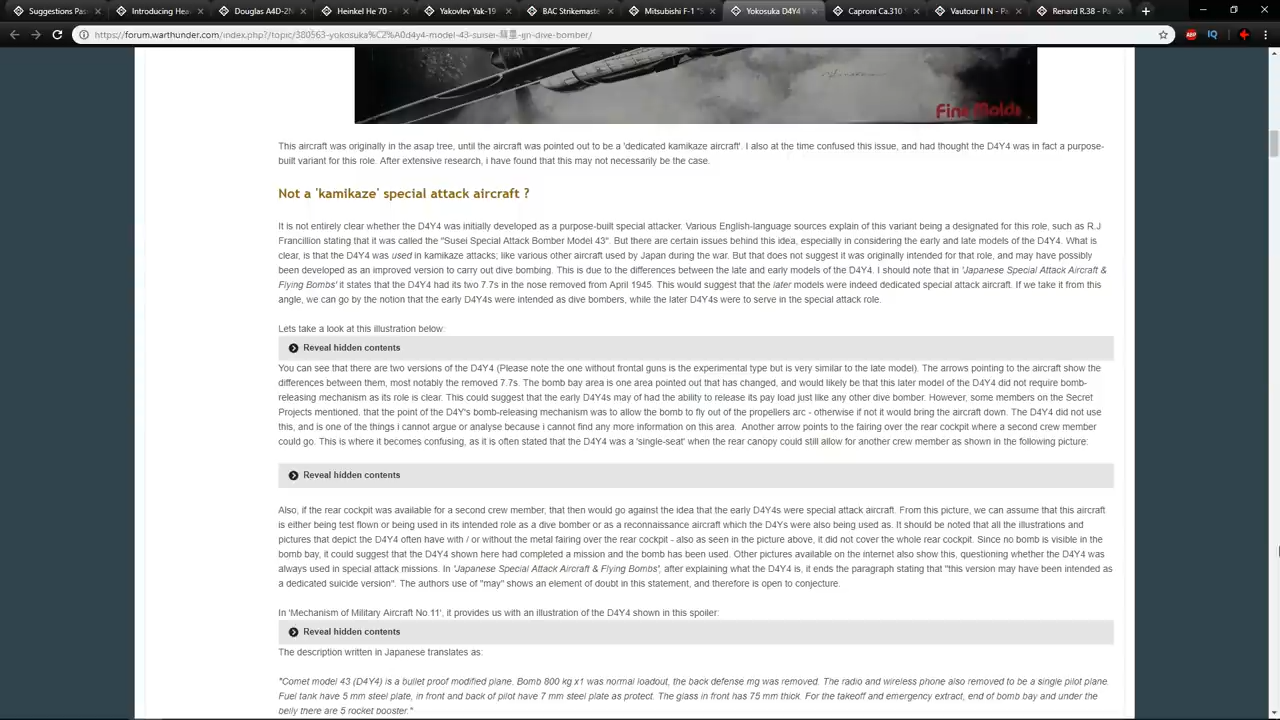 Suggestions Pas
Introducing Hea
Douglas A4D-2N
Heinkel He 70 -
Yakovlev Yak-19
BAC Strikemaste
Mitsubishi F-1 "S
Yokosuka D4Y4
Caproni Ca.310
Vautour II N - Pa
Renard R.38 - Pa
https://forum.warthunder.com/index.php?/topic/380563-yokosuka%C2%A0d4y4-model-43-suisei-彗星-ijn-dive-bomber/
ABP
IQ
Fine Molds
This aircraft was originally in the asap tree, until the aircraft was pointed out to be a 'dedicated kamikaze aircraft'. I also at the time confused this issue, and had thought the D4Y4 was in fact a purpose-
built variant for this role. After extensive research, i have found that this may not necessarily be the case.
Not a 'kamikaze' special attack aircraft ?
It is not entirely clear whether the D4Y4 was initially developed as a purpose-built special attacker. Various English-language sources explain of this variant being a designated for this role, such as R.J
Francillion stating that it was called the "Susei Special Attack Bomber Model 43". But there are certain issues behind this idea, especially in considering the early and late models of the D4Y4. What is
clear, is that the D4Y4 was used in kamikaze attacks; like various other aircraft used by Japan during the war. But that does not suggest it was originally intended for that role, and may have possibly
been developed as an improved version to carry out dive bombing. This is due to the differences between the late and early models of the D4Y4. I should note that in 'Japanese Special Attack Aircraft &
Flying Bombs' it states that the D4Y4 had its two 7.7s in the nose removed from April 1945. This would suggest that the later models were indeed dedicated special attack aircraft. If we take it from this
angle, we can go by the notion that the early D4Y4s were intended as dive bombers, while the later D4Y4s were to serve in the special attack role.
Lets take a look at this illustration below:
Reveal hidden contents
You can see that there are two versions of the D4Y4 (Please note the one without frontal guns is the experimental type but is very similar to the late model). The arrows pointing to the aircraft show the
differences between them, most notably the removed 7.7s. The bomb bay area is one area pointed out that has changed, and would likely be that this later model of the D4Y4 did not require bomb-
releasing mechanism as its role is clear. This could suggest that the early D4Y4s may of had the ability to release its pay load just like any other dive bomber. However, some members on the Secret
Projects mentioned, that the point of the D4Y's bomb-releasing mechanism was to allow the bomb to fly out of the propellers arc - otherwise if not it would bring the aircraft down. The D4Y4 did not use
this, and is one of the things i cannot argue or analyse because i cannot find any more information on this area.  Another arrow points to the fairing over the rear cockpit where a second crew member
could go. This is where it becomes confusing, as it is often stated that the D4Y4 was a 'single-seat' when the rear canopy could still allow for another crew member as shown in the following picture:
Reveal hidden contents
Also, if the rear cockpit was available for a second crew member, that then would go against the idea that the early D4Y4s were special attack aircraft. From this picture, we can assume that this aircraft
is either being test flown or being used in its intended role as a dive bomber or as a reconnaissance aircraft which the D4Ys were also being used as. It should be noted that all the illustrations and
pictures that depict the D4Y4 often have with / or without the metal fairing over the rear cockpit - also as seen in the picture above, it did not cover the whole rear cockpit. Since no bomb is visible in the
bomb bay, it could suggest that the D4Y4 shown here had completed a mission and the bomb has been used. Other pictures available on the internet also show this, questioning whether the D4Y4 was
always used in special attack missions. In 'Japanese Special Attack Aircraft & Flying Bombs', after explaining what the D4Y4 is, it ends the paragraph stating that "this version may have been intended as
a dedicated suicide version". The authors use of "may" shows an element of doubt in this statement, and therefore is open to conjecture.
In 'Mechanism of Military Aircraft No.11', it provides us with an illustration of the D4Y4 shown in this spoiler:
Reveal hidden contents
The description written in Japanese translates as:
"Comet model 43 (D4Y4) is a bullet proof modified plane. Bomb 800 kg x1 was normal loadout, the back defense mg was removed. The radio and wireless phone also removed to be a single pilot plane.
Fuel tank have 5 mm steel plate, in front and back of pilot have 7 mm steel plate as protect. The glass in front has 75 mm thick. For the takeoff and emergency extract, end of bomb bay and under the
belly there are 5 rocket booster."